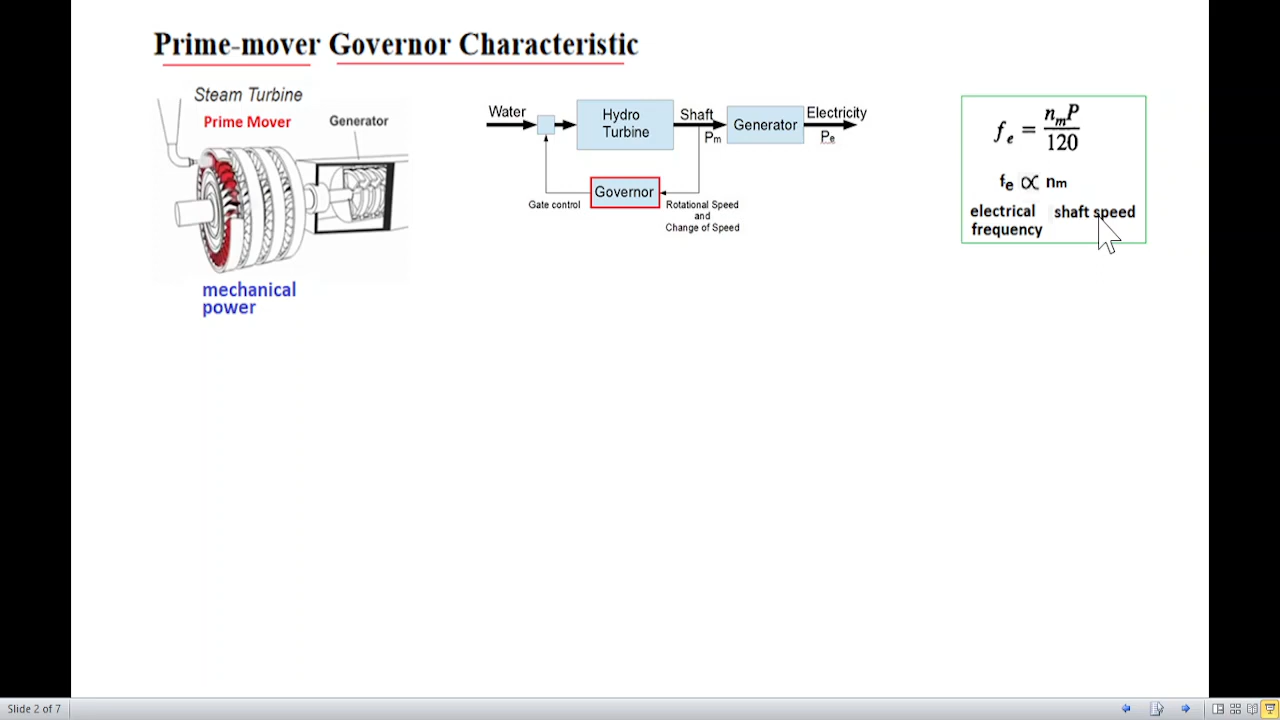 Prime-mover Governor Characteristic
Steam Turbine
Prime Mover
Generator
mechanical
power
Water
Hydro
Turbine
Shaft
Pm
Generator
Electricity
Pe
Governor
Gate control
Rotational Speed
and
Change of Speed
fe = nmP / 120
fe ∝ nm
electrical
frequency
shaft speed
Slide 2 of 7